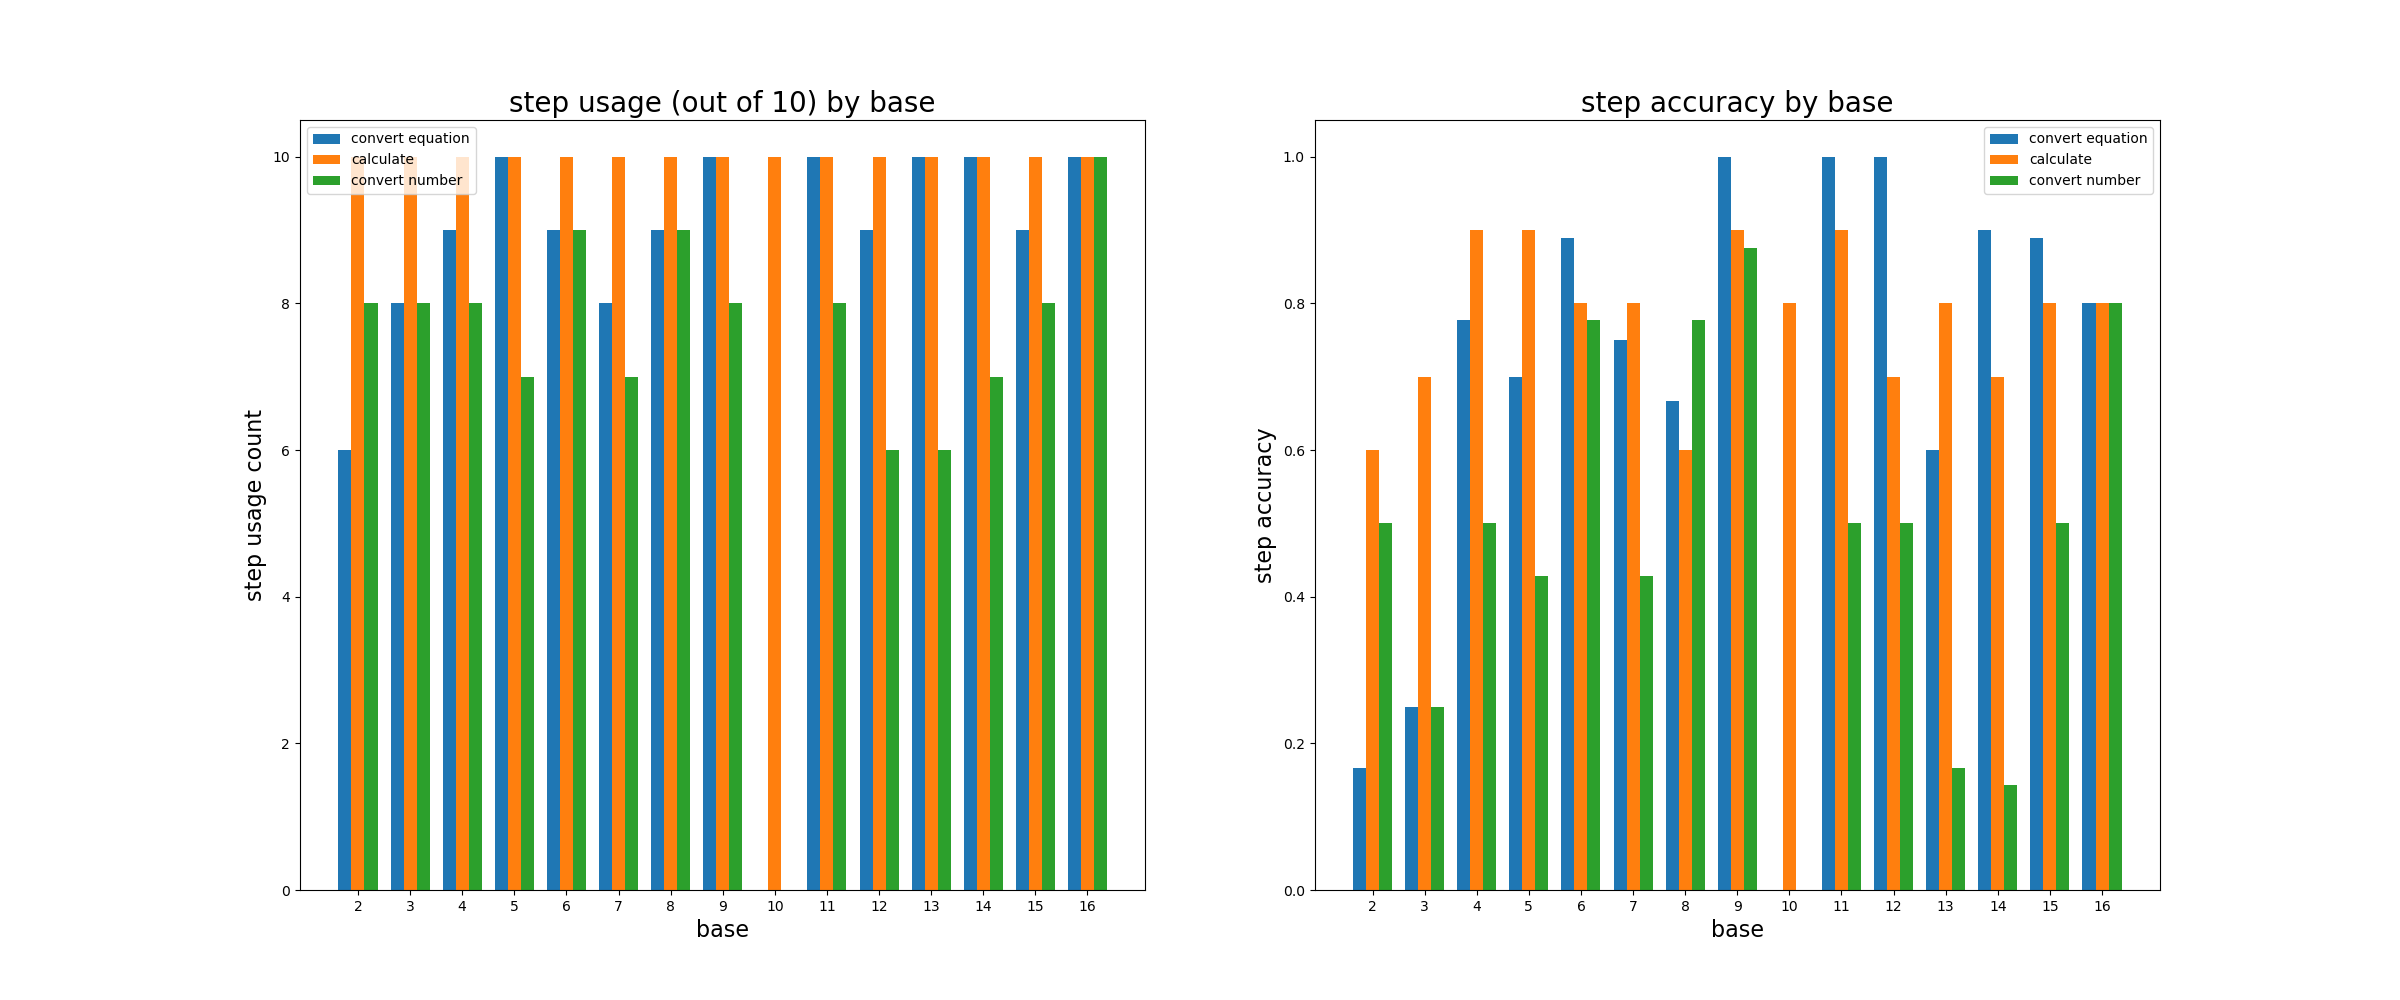 step usage (out of 10) by base
convert equation
calculate
convert number
10
8
6
4
2
0
step usage count
2 3 4 5 6 7 8 9 10 11 12 13 14 15 16
base
step accuracy by base
convert equation
calculate
convert number
1.0
0.8
0.6
0.4
0.2
0.0
step accuracy
2 3 4 5 6 7 8 9 10 11 12 13 14 15 16
base